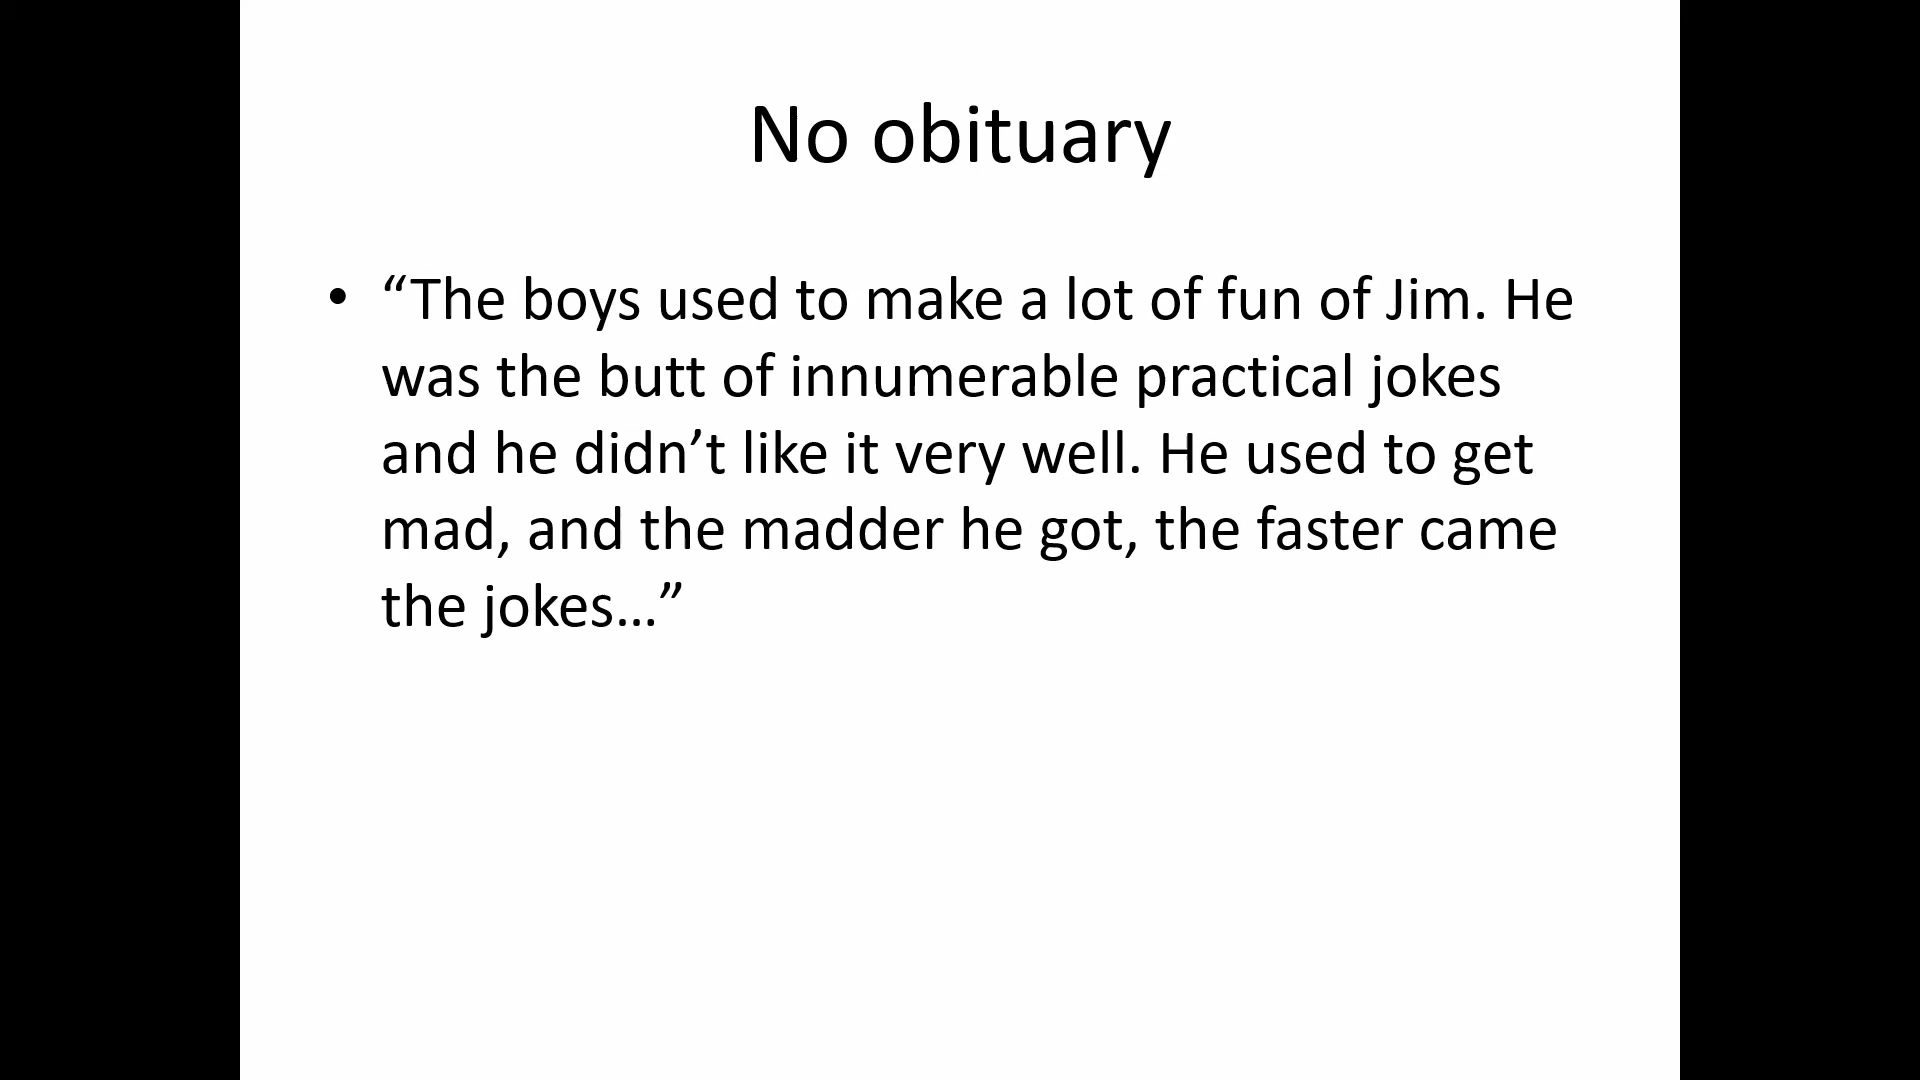 No obituary
• “The boys used to make a lot of fun of Jim. He
was the butt of innumerable practical jokes
and he didn’t like it very well. He used to get
mad, and the madder he got, the faster came
the jokes…”